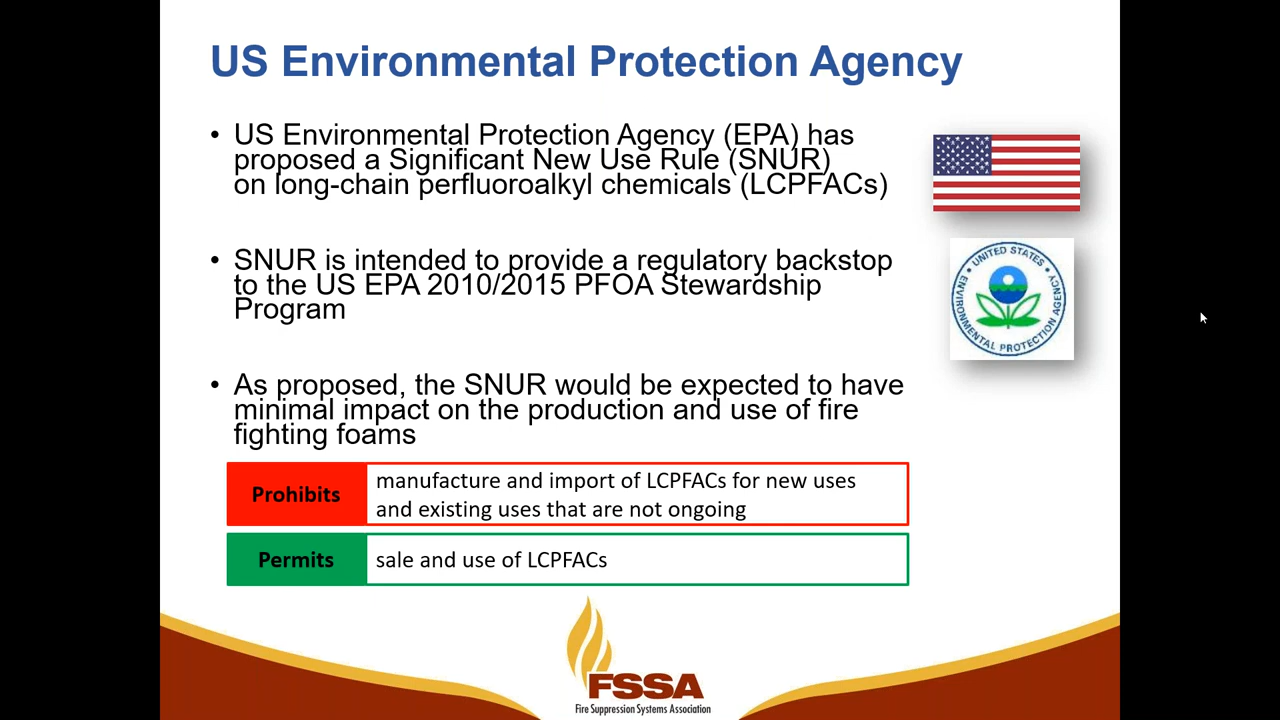 US Environmental Protection Agency
• US Environmental Protection Agency (EPA) has
proposed a Significant New Use Rule (SNUR)
on long-chain perfluoroalkyl chemicals (LCPFACs)
• SNUR is intended to provide a regulatory backstop
to the US EPA 2010/2015 PFOA Stewardship
Program
• As proposed, the SNUR would be expected to have
minimal impact on the production and use of fire
fighting foams
Prohibits
manufacture and import of LCPFACs for new uses
and existing uses that are not ongoing
Permits
sale and use of LCPFACs
UNITED STATES
ENVIRONMENTAL PROTECTION AGENCY
FSSA
Fire Suppression Systems Association